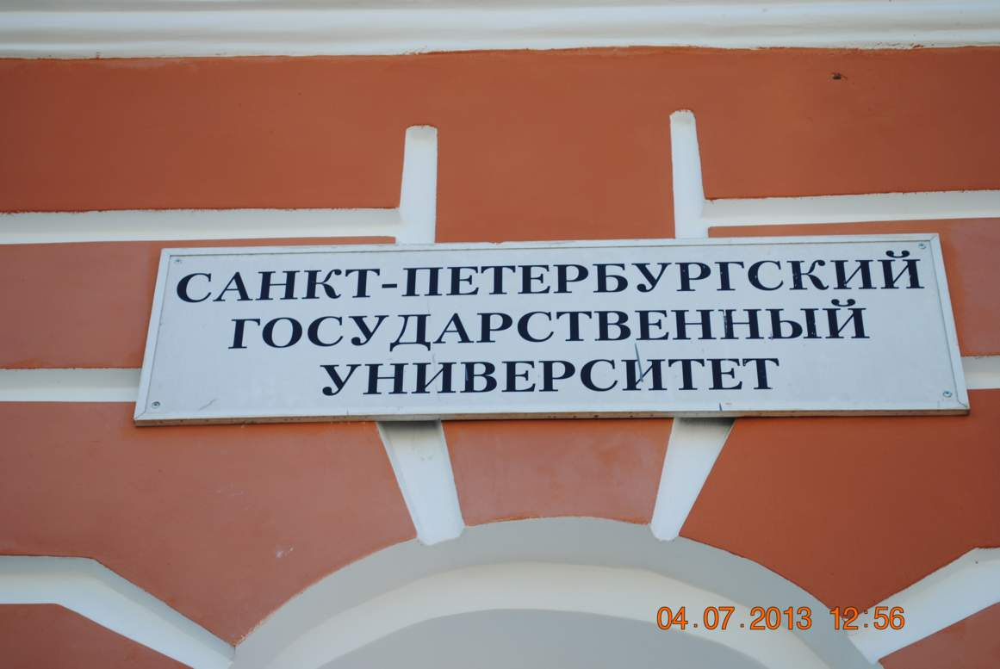 САНКТ-ПЕТЕРБУРГСКИЙ
ГОСУДАРСТВЕННЫЙ
УНИВЕРСИТЕТ
04.07.2013 12:56